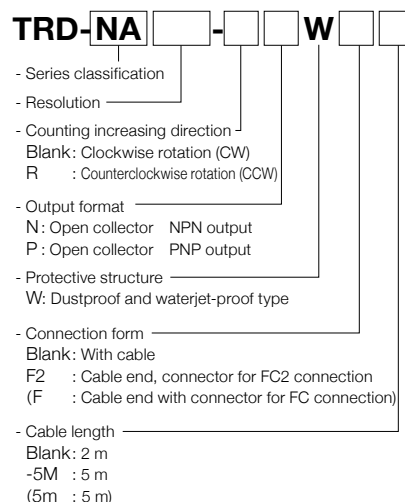 TRD-NA - W
- Series classification
- Resolution
- Counting increasing direction
Blank: Clockwise rotation (CW)
R : Counterclockwise rotation (CCW)
- Output format
N: Open collector NPN output
P: Open collector PNP output
- Protective structure
W: Dustproof and waterjet-proof type
- Connection form
Blank: With cable
F2 : Cable end, connector for FC2 connection
(F : Cable end with connector for FC connection)
- Cable length
Blank: 2 m
-5M : 5 m
(5m : 5 m)